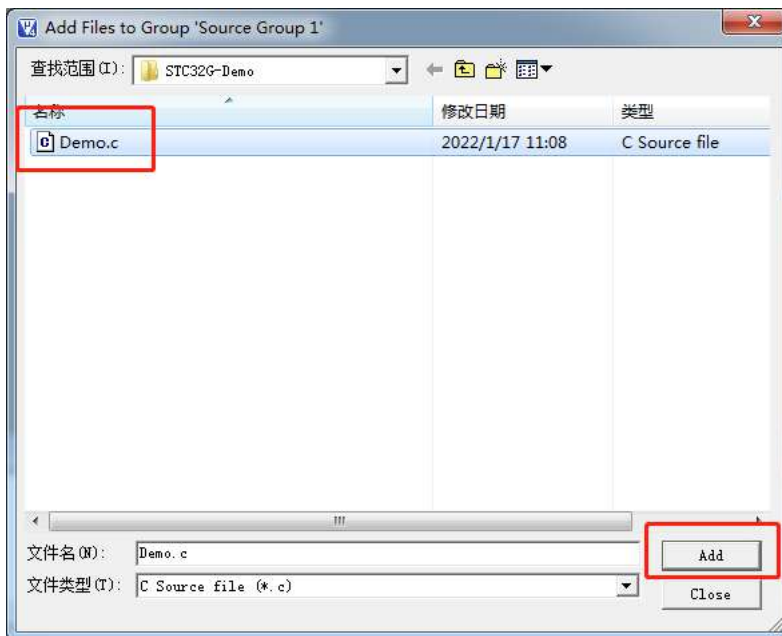 Add Files to Group 'Source Group 1'
查找范围(I): STC32G-Demo
名称 修改日期 类型
Demo.c 2022/1/17 11:08 C Source file
文件名(N): Demo.c Add
文件类型(T): C Source file (*.c) Close